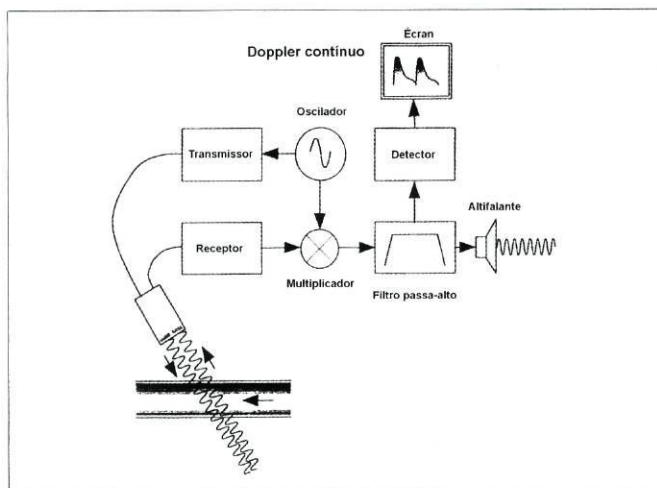 Écran
Doppler contínuo
Oscilador
Transmissor
Detector
Altifalante
Receptor
Multiplicador
Filtro passa-alto